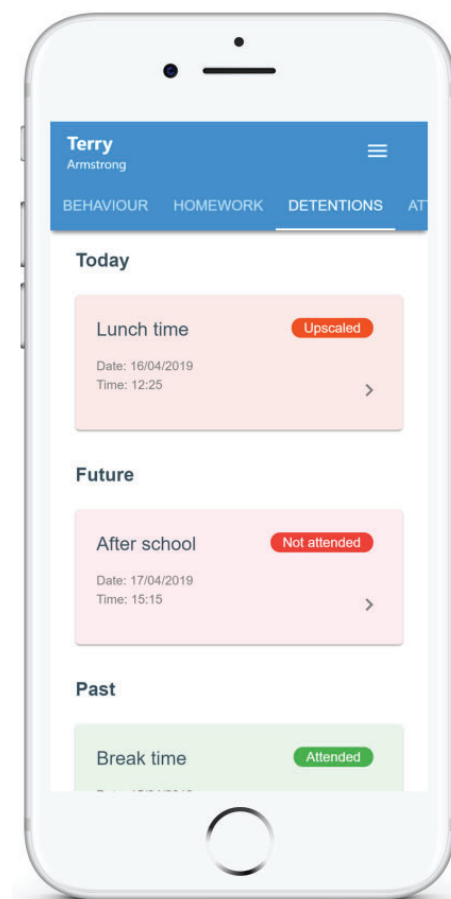 Terry
Armstrong
BEHAVIOUR HOMEWORK DETENTIONS AT
Today
Lunch time Upscaled
Date: 16/04/2019
Time: 12:25
Future
After school Not attended
Date: 17/04/2019
Time: 15:15
Past
Break time Attended